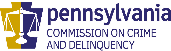 pennsylvania
COMMISSION ON CRIME
AND DELINQUENCY